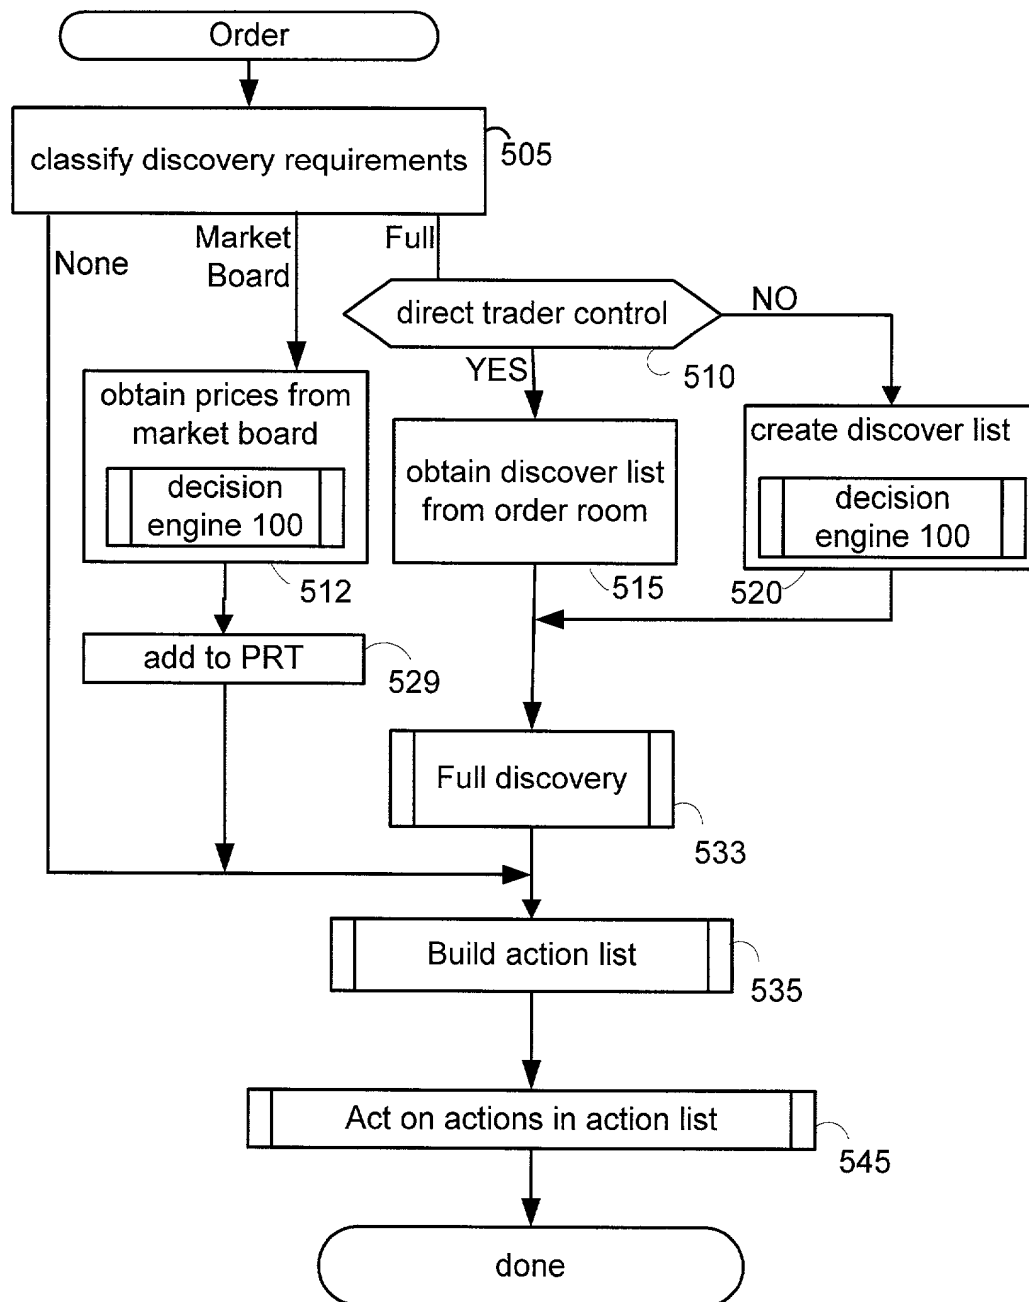 Order
classify discovery requirements
505
None
Market
Board
Full
direct trader control
NO
YES
510
obtain prices from
market board
decision
engine 100
512
obtain discover list
from order room
515
create discover list
decision
engine 100
520
add to PRT
529
Full discovery
533
Build action list
535
Act on actions in action list
545
done